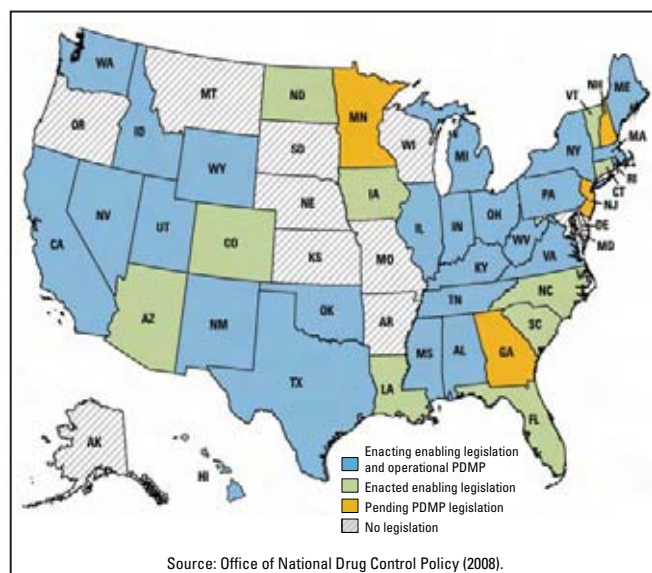 WA
MT
ND
MN
VT
NH
ME
OR
ID
SD
WI
MI
NY
MA
RI
CT
WY
NE
IA
PA
NJ
DE
MD
NV
UT
CO
KS
MO
IL
IN
OH
WV
VA
CA
KY
AZ
NM
OK
AR
TN
NC
SC
TX
LA
MS
AL
GA
FL
AK
HI
Enacting enabling legislation
and operational PDMP
Enacted enabling legislation
Pending PDMP legislation
No legislation
Source: Office of National Drug Control Policy (2008).